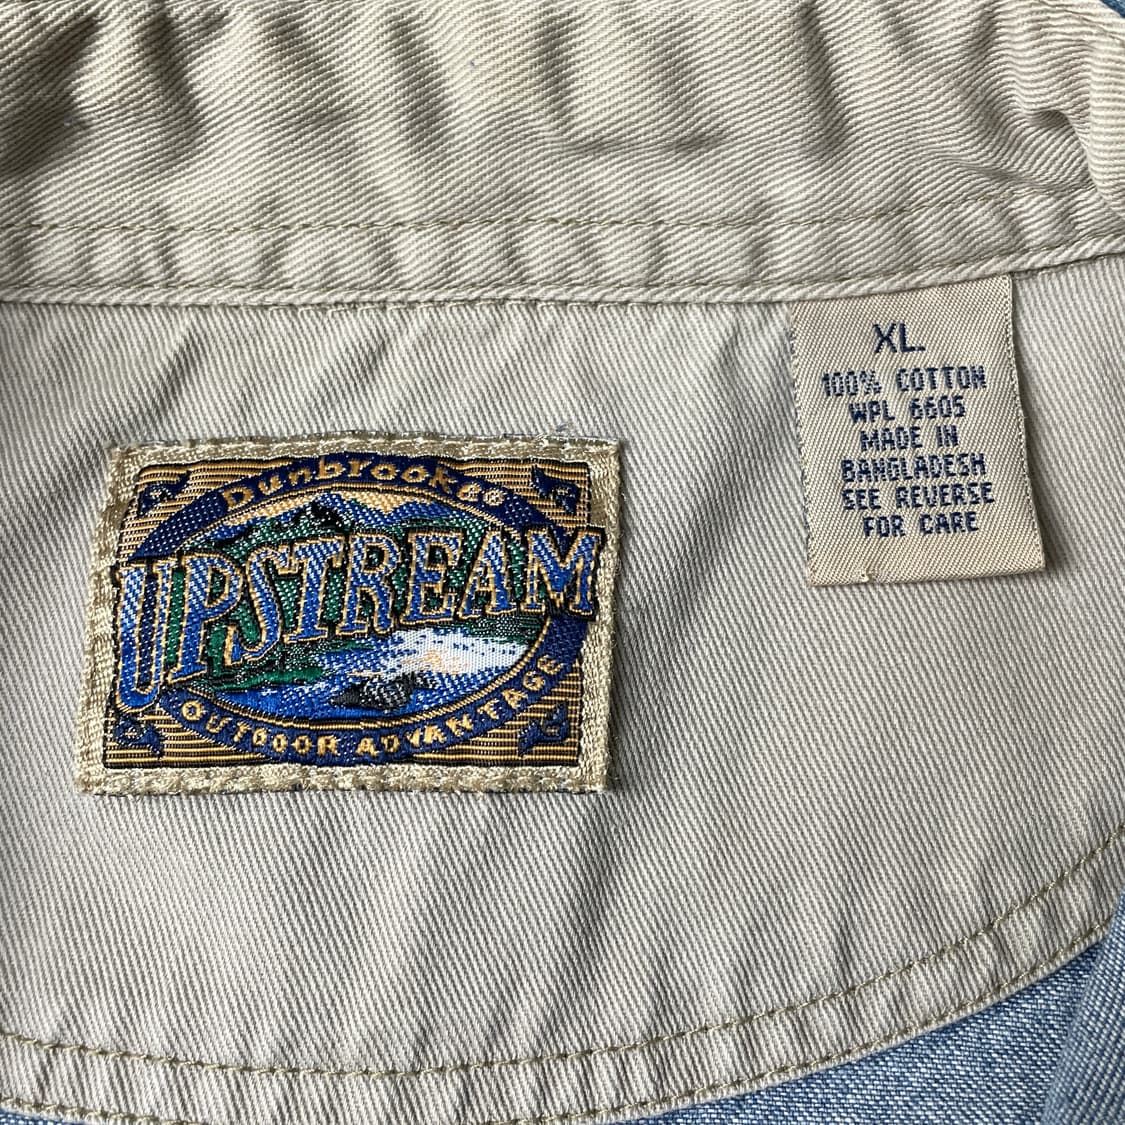 Dunbrooke®
UPSTREAM
OUTDOOR ADVANTAGE
XL
100% COTTON
WPL 6605
MADE IN
BANGLADESH
SEE REVERSE
FOR CARE